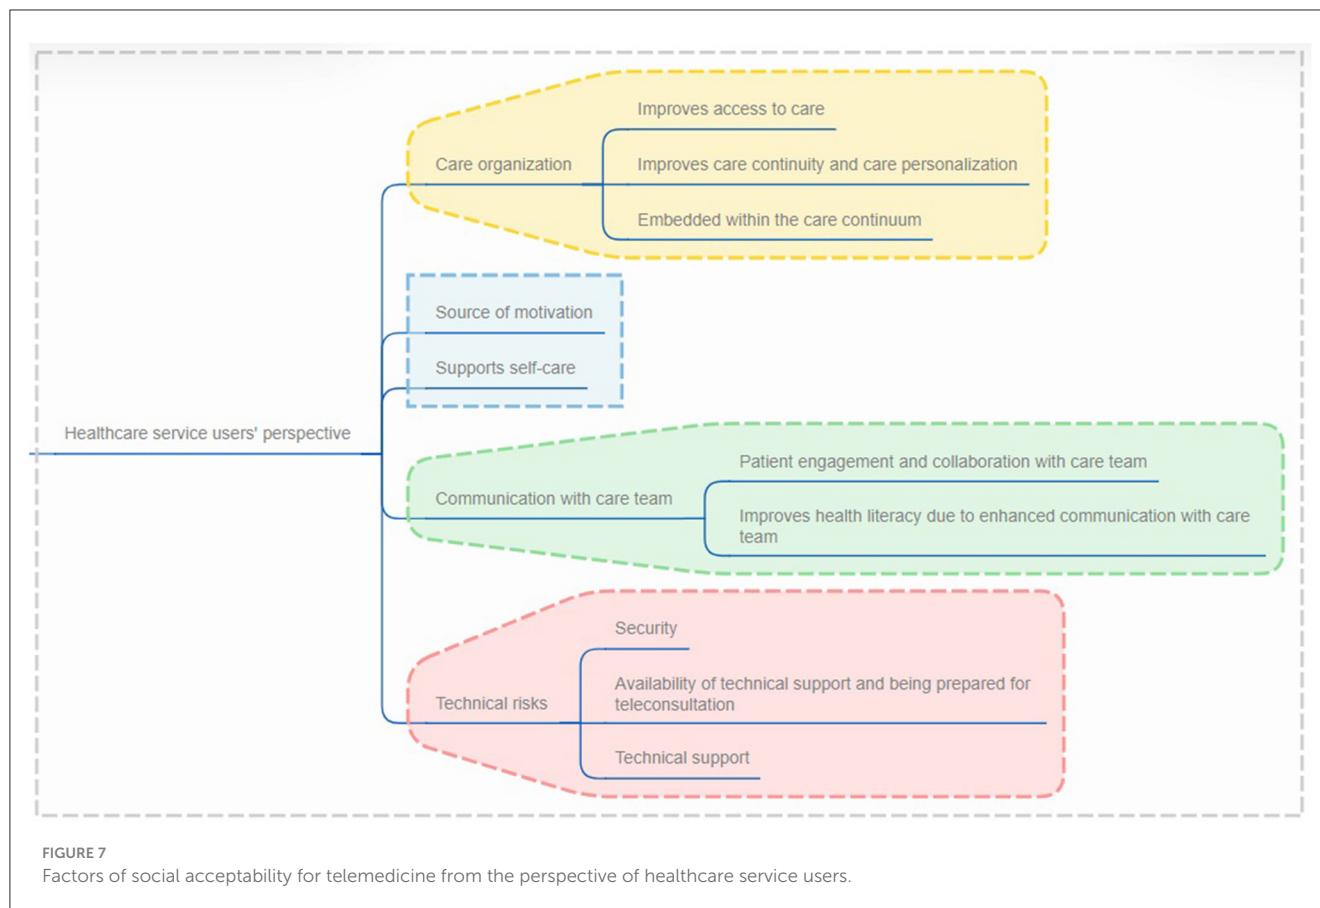 Improves access to care
Care organization
Improves care continuity and care personalization
Embedded within the care continuum
Source of motivation
Supports self-care
Healthcare service users' perspective
Patient engagement and collaboration with care team
Communication with care team
Improves health literacy due to enhanced communication with care
team
Security
Availability of technical support and being prepared for
teleconsultation
Technical risks
Technical support
FIGURE 7
Factors of social acceptability for telemedicine from the perspective of healthcare service users.